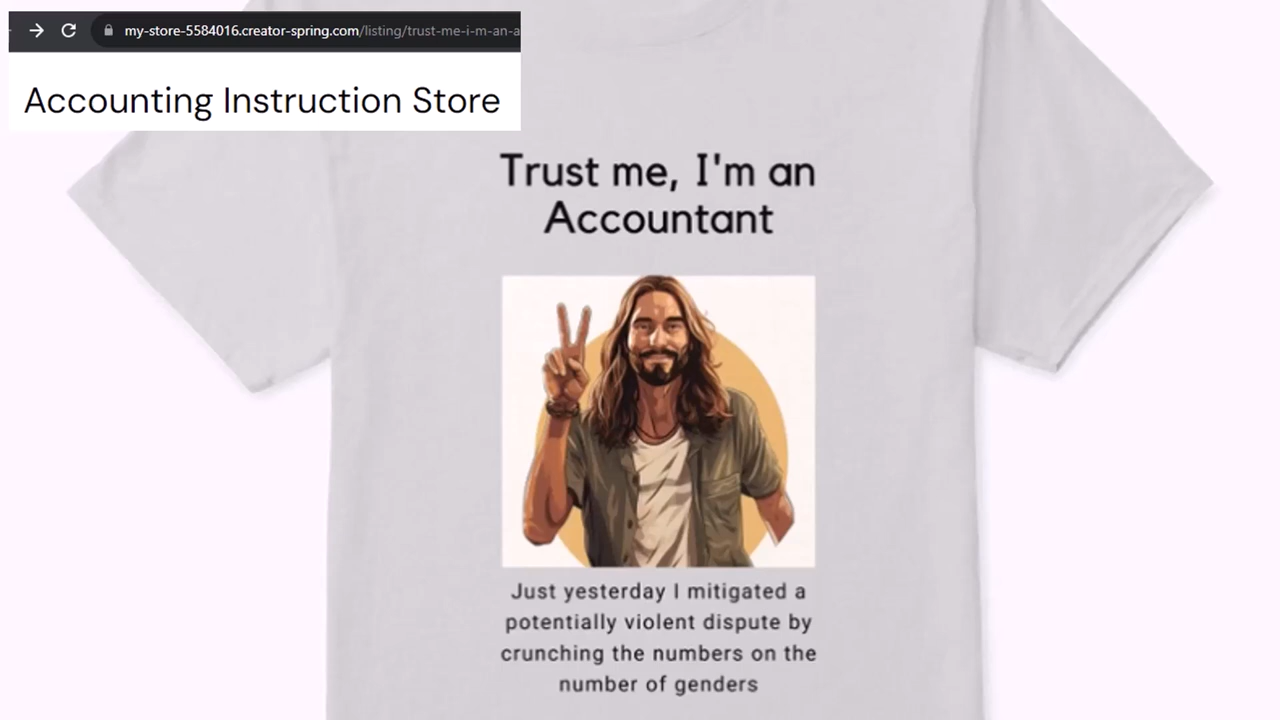 my-store-5584016.creator-spring.com/listing/trust-me-i-m-an-a
Accounting Instruction Store
Trust me, I'm an
Accountant
Just yesterday I mitigated a
potentially violent dispute by
crunching the numbers on the
number of genders